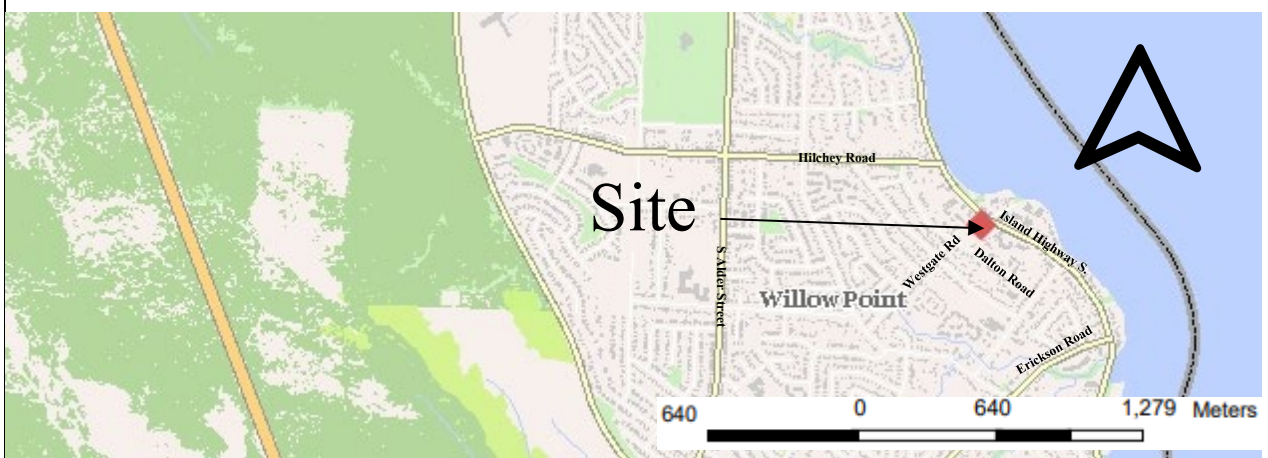 Hilchey Road
Site
Island Highway S.
Westgate Rd
Dalton Road
S Alder Street
Willow Point
Erickson Road
640 0 640 1,279 Meters